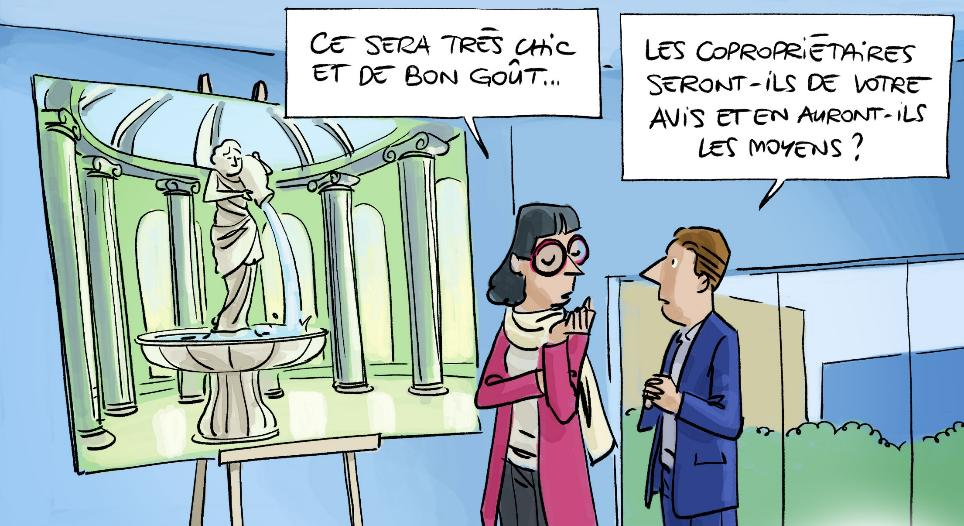 CE SERA TRÈS CHIC
ET DE BON GOÛT...
LES COPROPRIÉTAIRES
SERONT-ILS DE VOTRE
AVIS ET EN AURONT-ILS
LES MOYENS ?